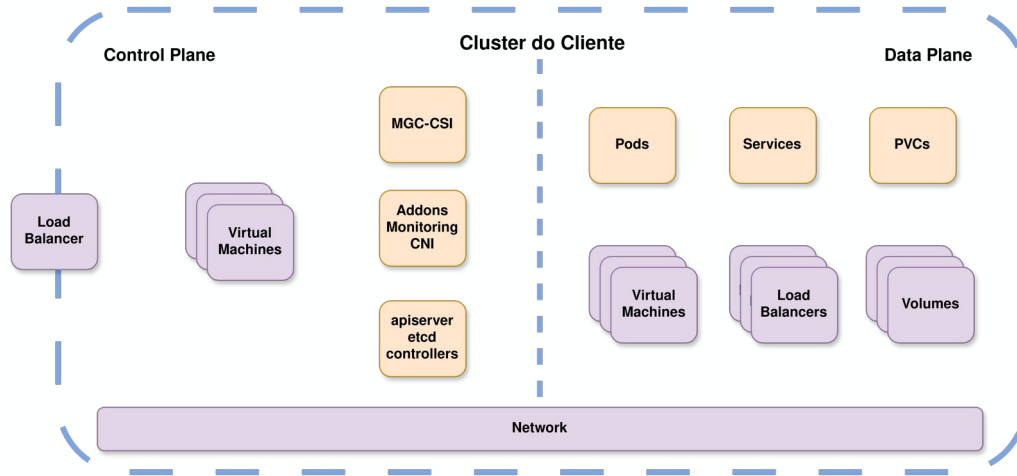 Cluster do Cliente
Control Plane
Data Plane
MGC-CSI
Pods
Services
PVCs
Load
Balancer
Virtual
Machines
Addons
Monitoring
CNI
Virtual
Machines
Load
Balancers
Volumes
apiserver
etcd
controllers
Network